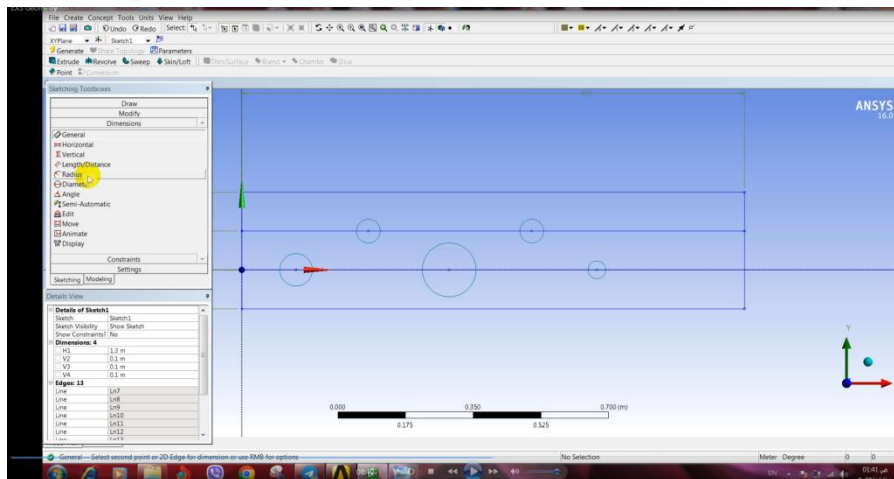 File Create Concept Tools Units View Help
Undo Redo Select:
XYPlane Sketch1
Generate Share Topology Parameters
Extrude Revolve Sweep Skin/Loft Thin/Surface Blend Chamfer Slice
Point Conversion
Sketching Toolboxes
Draw
Modify
Dimensions
General
Horizontal
Vertical
Length/Distance
Radius
Angle
Semi-Automatic
Edit
Move
Animate
Display
Constraints
Settings
Sketching Modeling
Details View
Details of Sketch1
Sketch Sketch1
Sketch Visibility Show Sketch
Show Constraints? No
Dimensions: 4
H1 1.3 m
V2 0.1 m
V3 0.1 m
V4 0.1 m
Edges: 13
Line Ln7
Line Ln8
Line Ln9
Line Ln10
Line Ln11
Line Ln12
Line Ln13
ANSYS
16.0
Y
0.000 0.350 0.700 (m)
0.175 0.525
General -- Select second point or 2D Edge for dimension or use RMB for options No Selection Meter Degree 0 0
EN 01:41